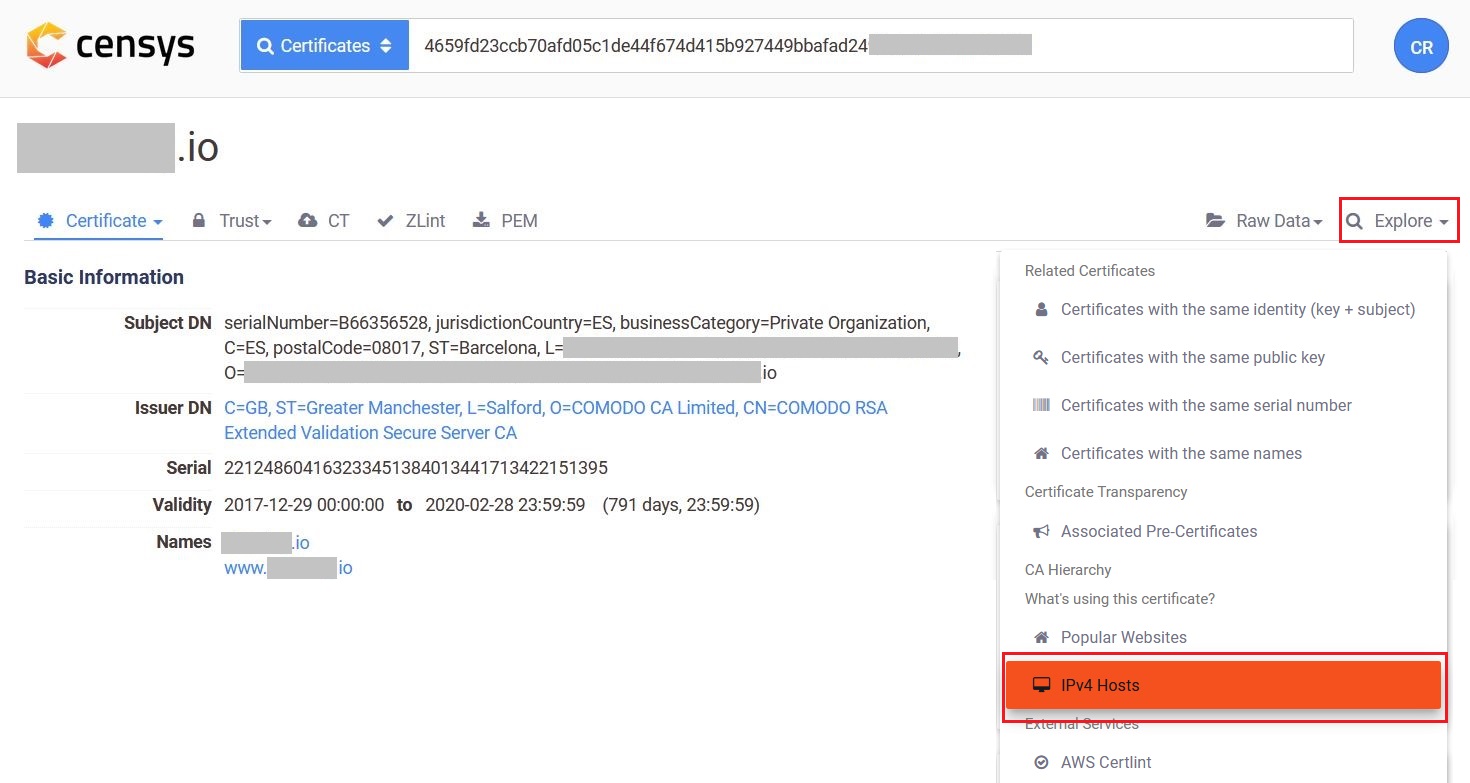 censys
Certificates
4659fd23ccb70afd05c1de44f674d415b927449bbafad24
CR
.io
Certificate
Trust
CT
ZLint
PEM
Raw Data
Explore
Basic Information
Subject DN serialNumber=B66356528, jurisdictionCountry=ES, businessCategory=Private Organization,
C=ES, postalCode=08017, ST=Barcelona, L= ,
O= io
Issuer DN C=GB, ST=Greater Manchester, L=Salford, O=COMODO CA Limited, CN=COMODO RSA
Extended Validation Secure Server CA
Serial 221248604163233451384013441713422151395
Validity 2017-12-29 00:00:00 to 2020-02-28 23:59:59 (791 days, 23:59:59)
Names .io
www. io
Related Certificates
Certificates with the same identity (key + subject)
Certificates with the same public key
Certificates with the same serial number
Certificates with the same names
Certificate Transparency
Associated Pre-Certificates
CA Hierarchy
What's using this certificate?
Popular Websites
IPv4 Hosts
External Services
AWS Certlint